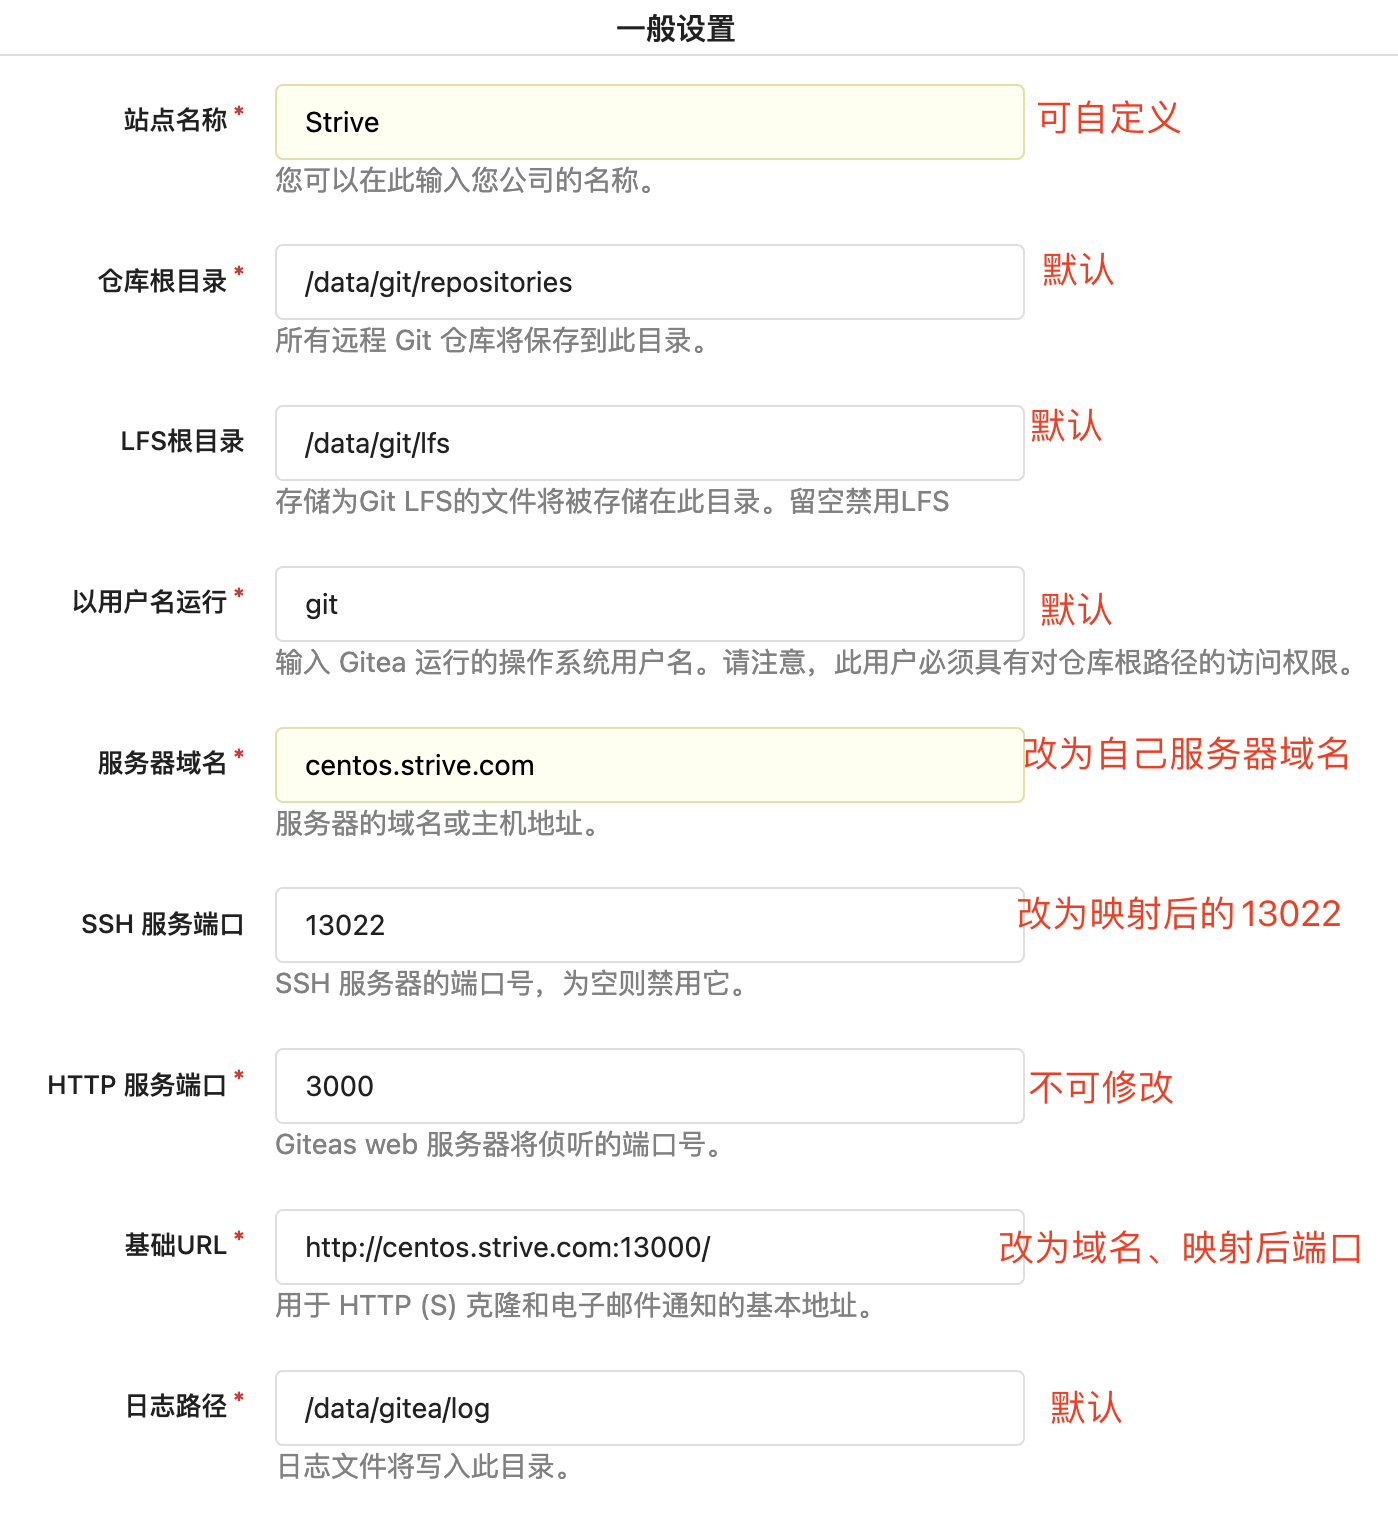 一般设置
站点名称 * Strive 可自定义
您可以在此输入您公司的名称。
仓库根目录 * /data/git/repositories 默认
所有远程 Git 仓库将保存到此目录。
LFS根目录 /data/git/lfs 默认
存储为Git LFS的文件将被存储在此目录。留空禁用LFS
以用户名运行 * git 默认
输入 Gitea 运行的操作系统用户名。请注意，此用户必须具有对仓库根路径的访问权限。
服务器域名 * centos.strive.com 改为自己服务器域名
服务器的域名或主机地址。
SSH 服务端口 13022 改为映射后的13022
SSH 服务器的端口号，为空则禁用它。
HTTP 服务端口 * 3000 不可修改
Giteas web 服务器将侦听的端口号。
基础URL * http://centos.strive.com:13000/ 改为域名、映射后端口
用于 HTTP (S) 克隆和电子邮件通知的基本地址。
日志路径 * /data/gitea/log 默认
日志文件将写入此目录。